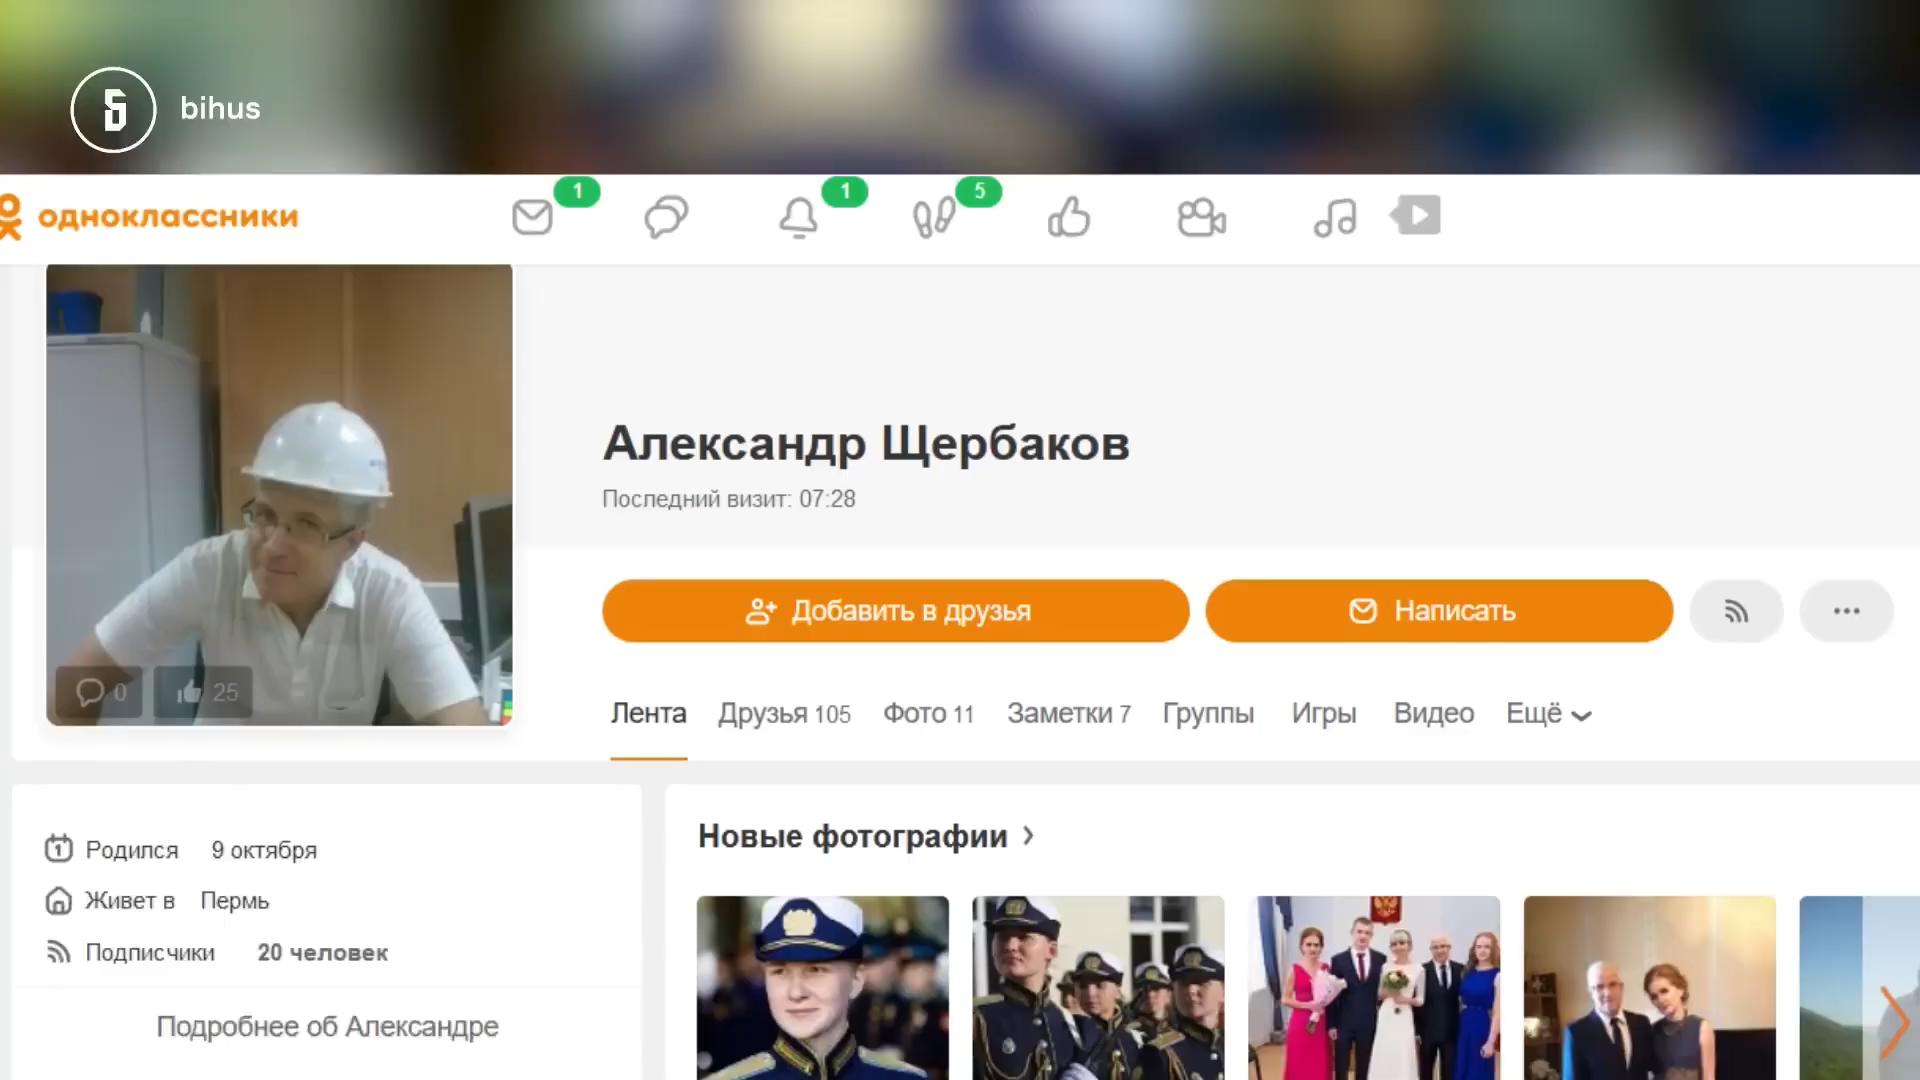 bihus
одноклассники
1
1
5
Александр Щербаков
Последний визит: 07:28
Добавить в друзья
Написать
0
25
Лента
Друзья 105
Фото 11
Заметки 7
Группы
Игры
Видео
Ещё
Родился 9 октября
Живет в Пермь
Подписчики 20 человек
Подробнее об Александре
Новые фотографии